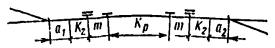 a₁ K₂ m Kp m K₂ a₂